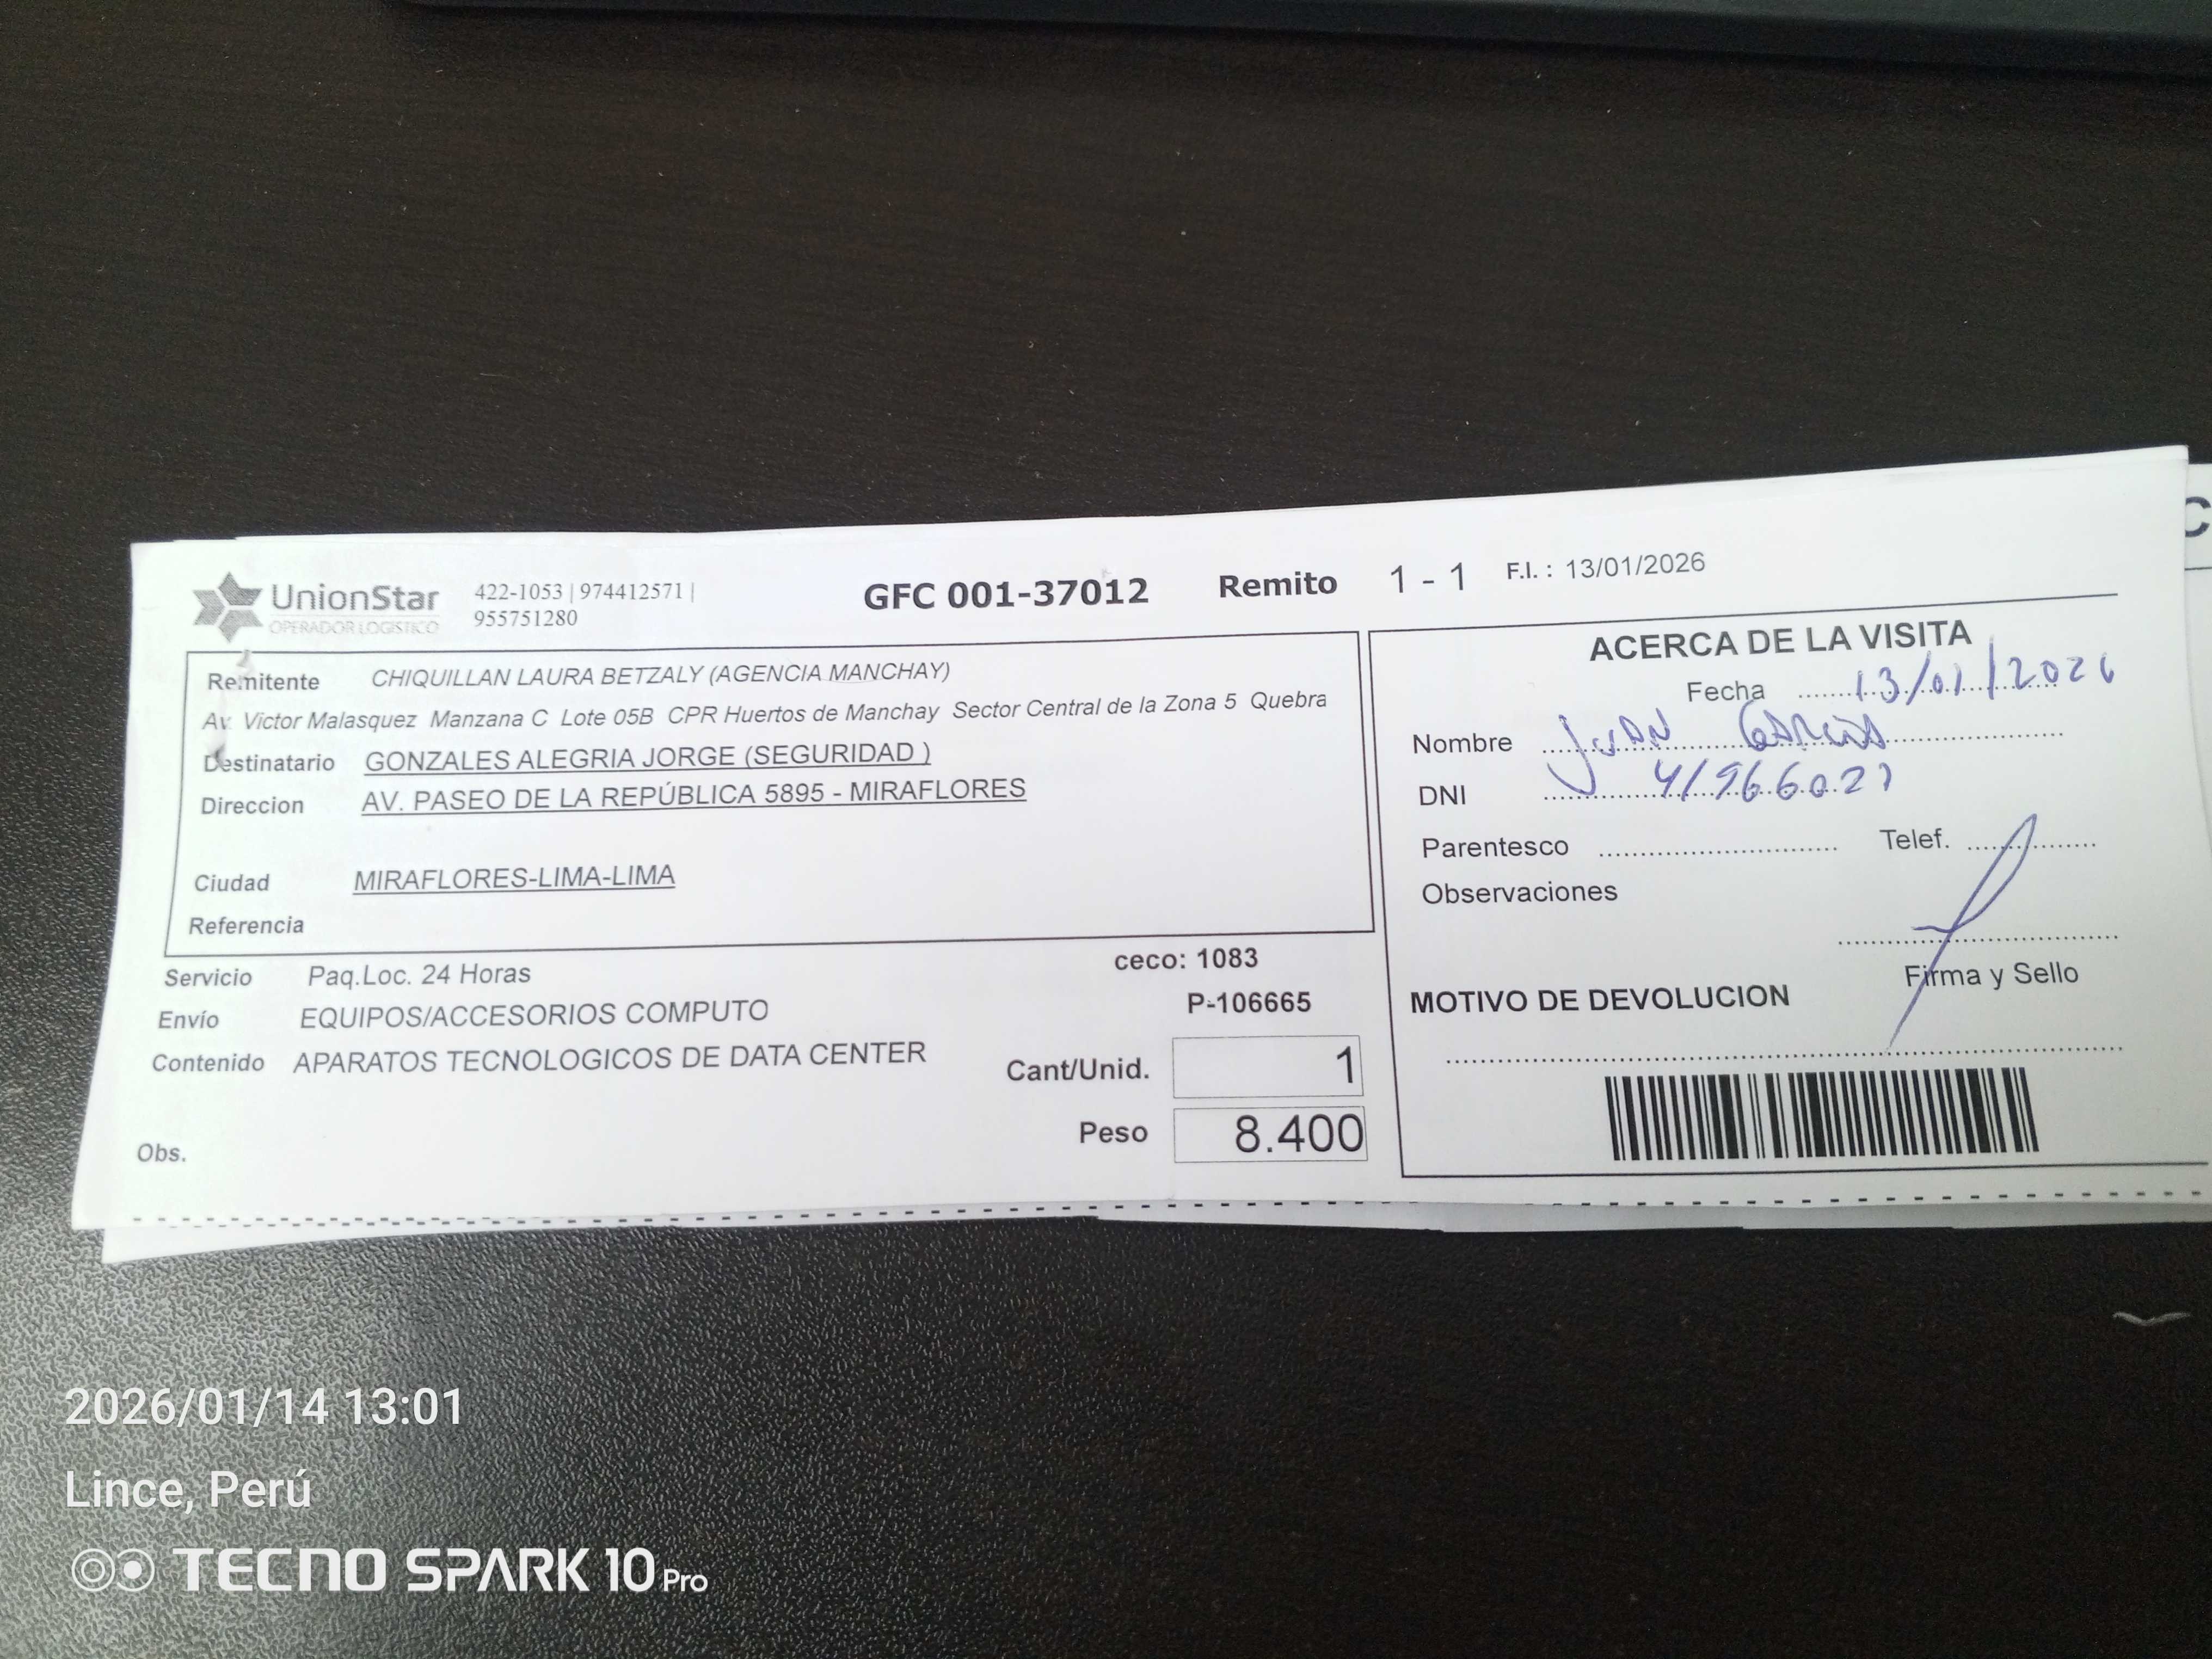 UnionStar
OPERADOR LOGISTICO
422-1053 | 974412571 |
955751280
GFC 001-37012 Remito 1 - 1 F.I. : 13/01/2026
Remitente CHIQUILLAN LAURA BETZALY (AGENCIA MANCHAY)
Av. Victor Malasquez Manzana C Lote 05B CPR Huertos de Manchay Sector Central de la Zona 5 Quebra
Destinatario GONZALES ALEGRIA JORGE (SEGURIDAD )
Direccion AV. PASEO DE LA REPÚBLICA 5895 - MIRAFLORES
Ciudad MIRAFLORES-LIMA-LIMA
Referencia
Servicio Paq.Loc. 24 Horas
ceco: 1083
Envío EQUIPOS/ACCESORIOS COMPUTO
P-106665
Contenido APARATOS TECNOLOGICOS DE DATA CENTER
Cant/Unid. 1
Peso 8.400
Obs.
ACERCA DE LA VISITA
Fecha 13/01/2026
Nombre JUAN GARCIA
DNI
Parentesco Telef.
Observaciones
Firma y Sello
MOTIVO DE DEVOLUCION
C
2026/01/14 13:01
Lince, Perú
TECNO SPARK 10 Pro